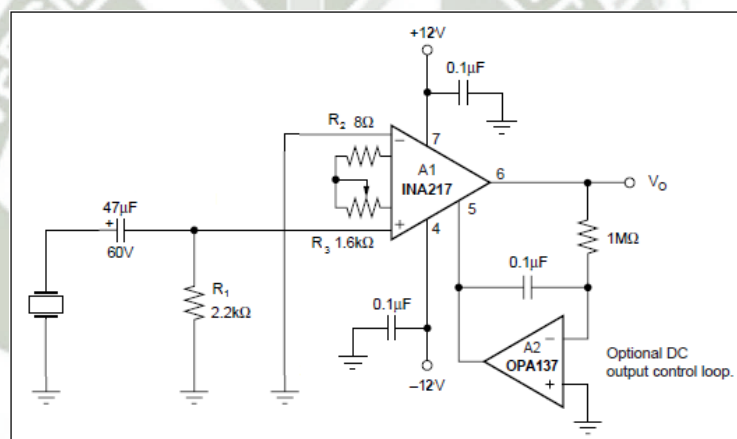 +12V
0.1µF
R2 8Ω
7
A1
INA217
6
VO
5
4
47µF
+
60V
R3 1.6kΩ
1MΩ
0.1µF
R1
2.2kΩ
0.1µF
A2
OPA137
Optional DC
output control loop.
–12V